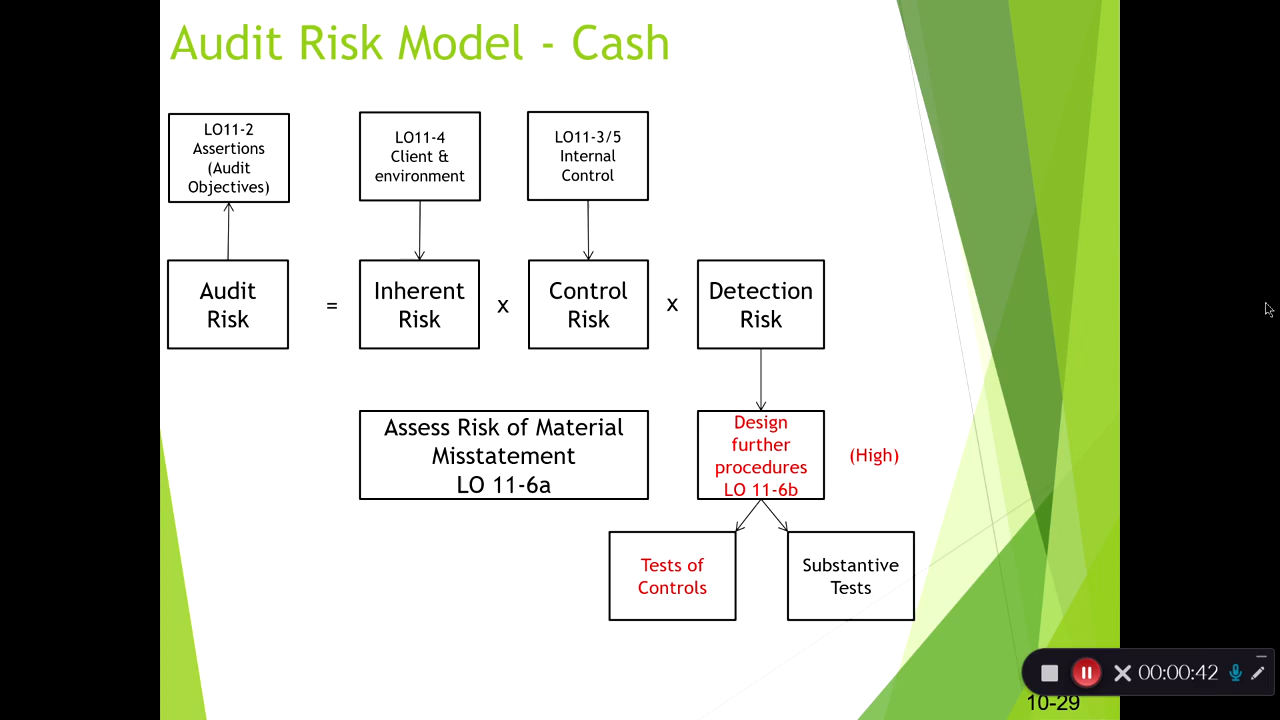 Audit Risk Model - Cash
LO11-2
Assertions
(Audit
Objectives)
LO11-4
Client &
environment
LO11-3/5
Internal
Control
Audit
Risk
=
Inherent
Risk
x
Control
Risk
x
Detection
Risk
Assess Risk of Material
Misstatement
LO 11-6a
Design
further
procedures
LO 11-6b
(High)
Tests of
Controls
Substantive
Tests
00:00:42
10-29